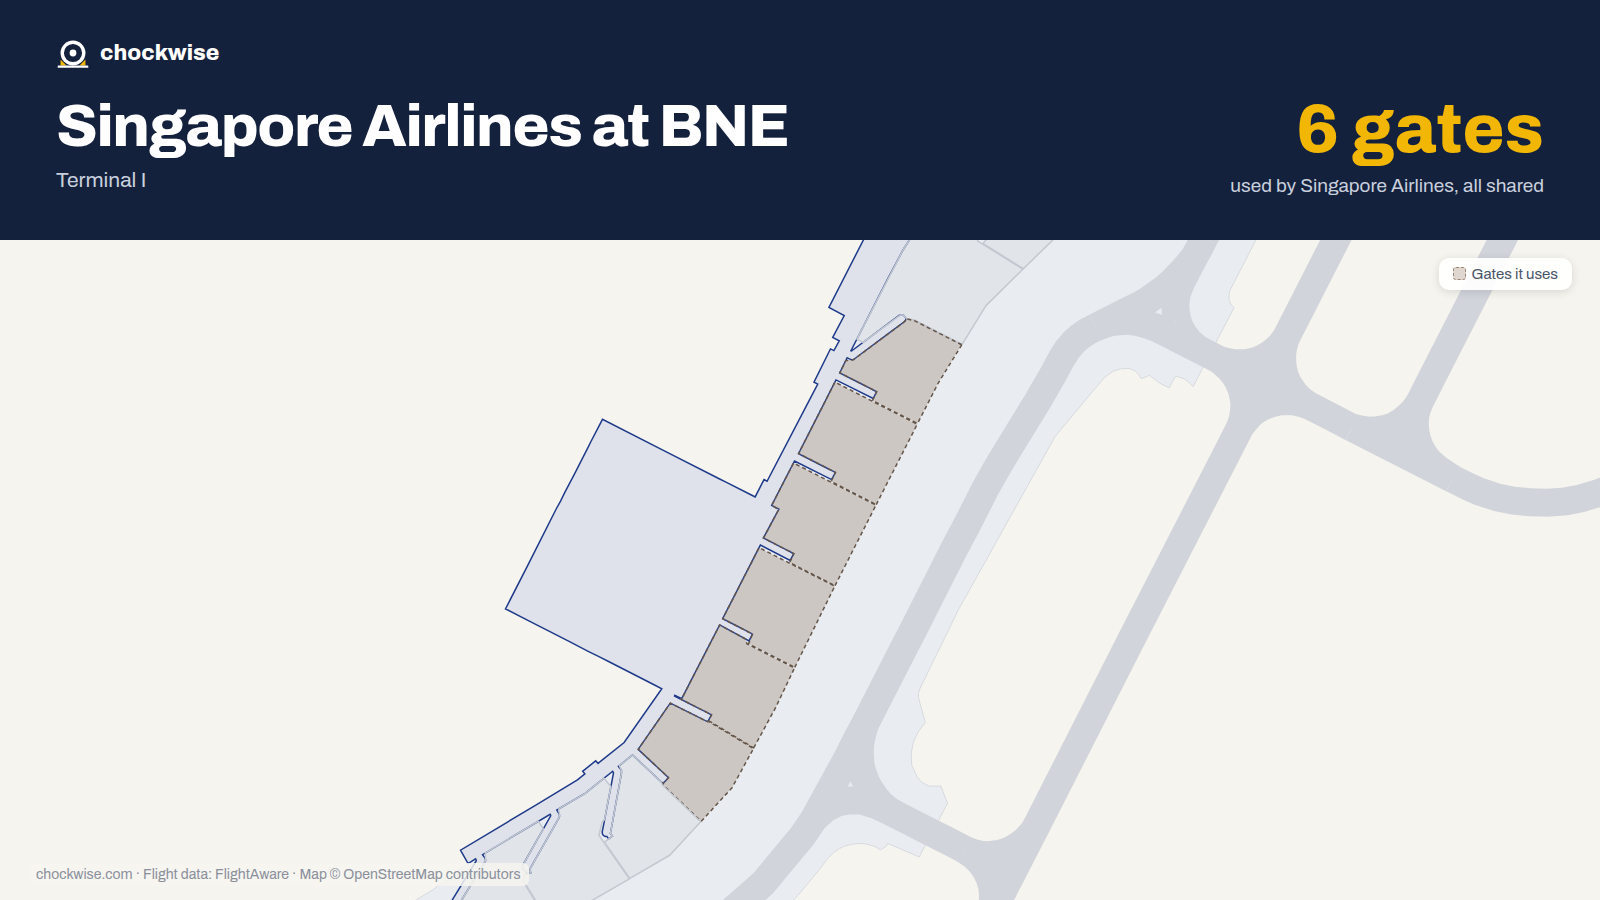 chockwise
Singapore Airlines at BNE
Terminal I
6 gates
used by Singapore Airlines, all shared
Gates it uses
chockwise.com · Flight data: FlightAware · Map © OpenStreetMap contributors